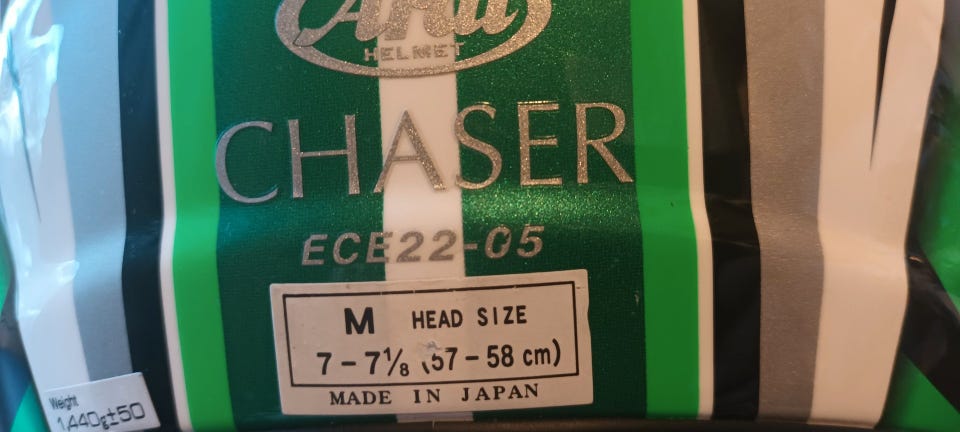 Arai
HELMET
CHASER
ECE22-05
M HEAD SIZE
7-7⅛ (57-58 cm)
MADE IN JAPAN
Weight
1,440g±50